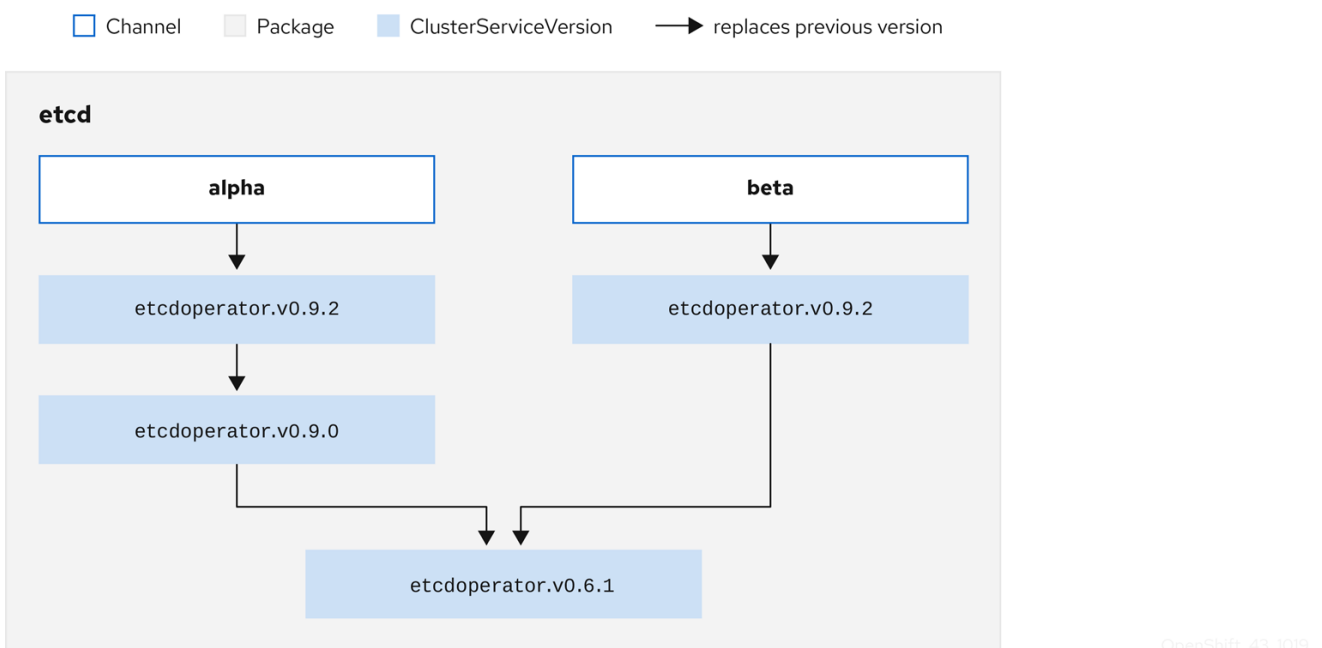 Channel Package ClusterServiceVersion replaces previous version
etcd
alpha beta
etcdoperator.v0.9.2 etcdoperator.v0.9.2
etcdoperator.v0.9.0
etcdoperator.v0.6.1
OpenShift_43_1019